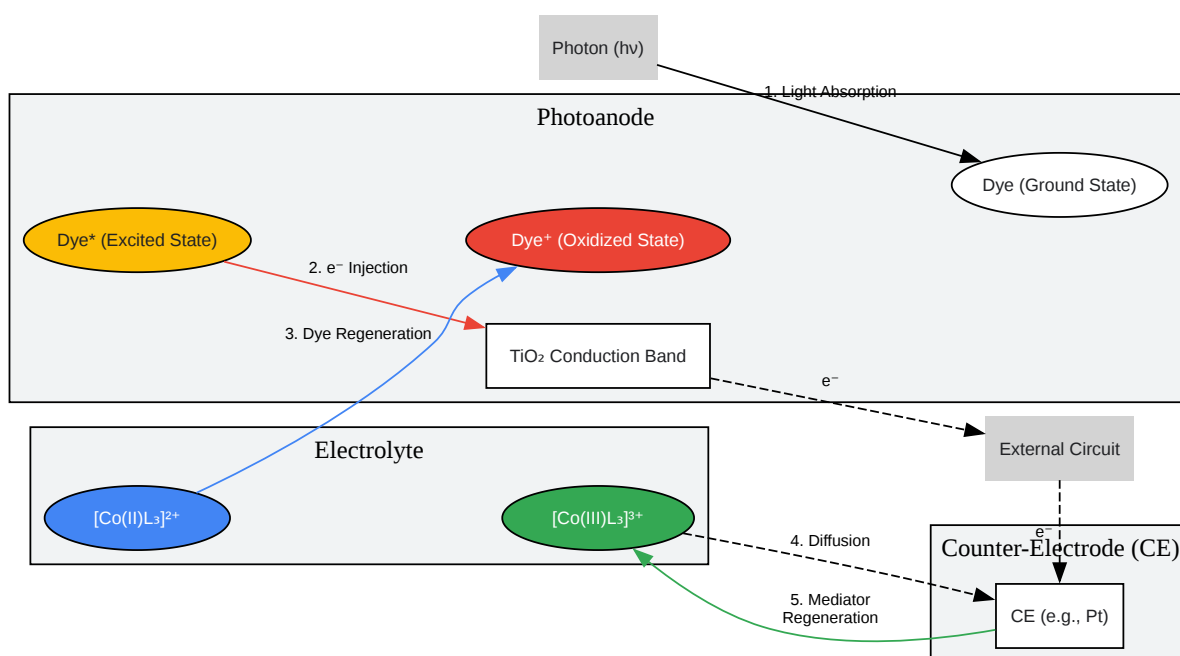 Photon (hν)
1. Light Absorption
Photoanode
Dye (Ground State)
Dye* (Excited State)
Dye⁺ (Oxidized State)
2. e⁻ Injection
3. Dye Regeneration
TiO₂ Conduction Band
e⁻
External Circuit
Electrolyte
[Co(II)L₃]²⁺
[Co(III)L₃]³⁺
e⁻
4. Diffusion
Counter-Electrode (CE)
5. Mediator
Regeneration
CE (e.g., Pt)